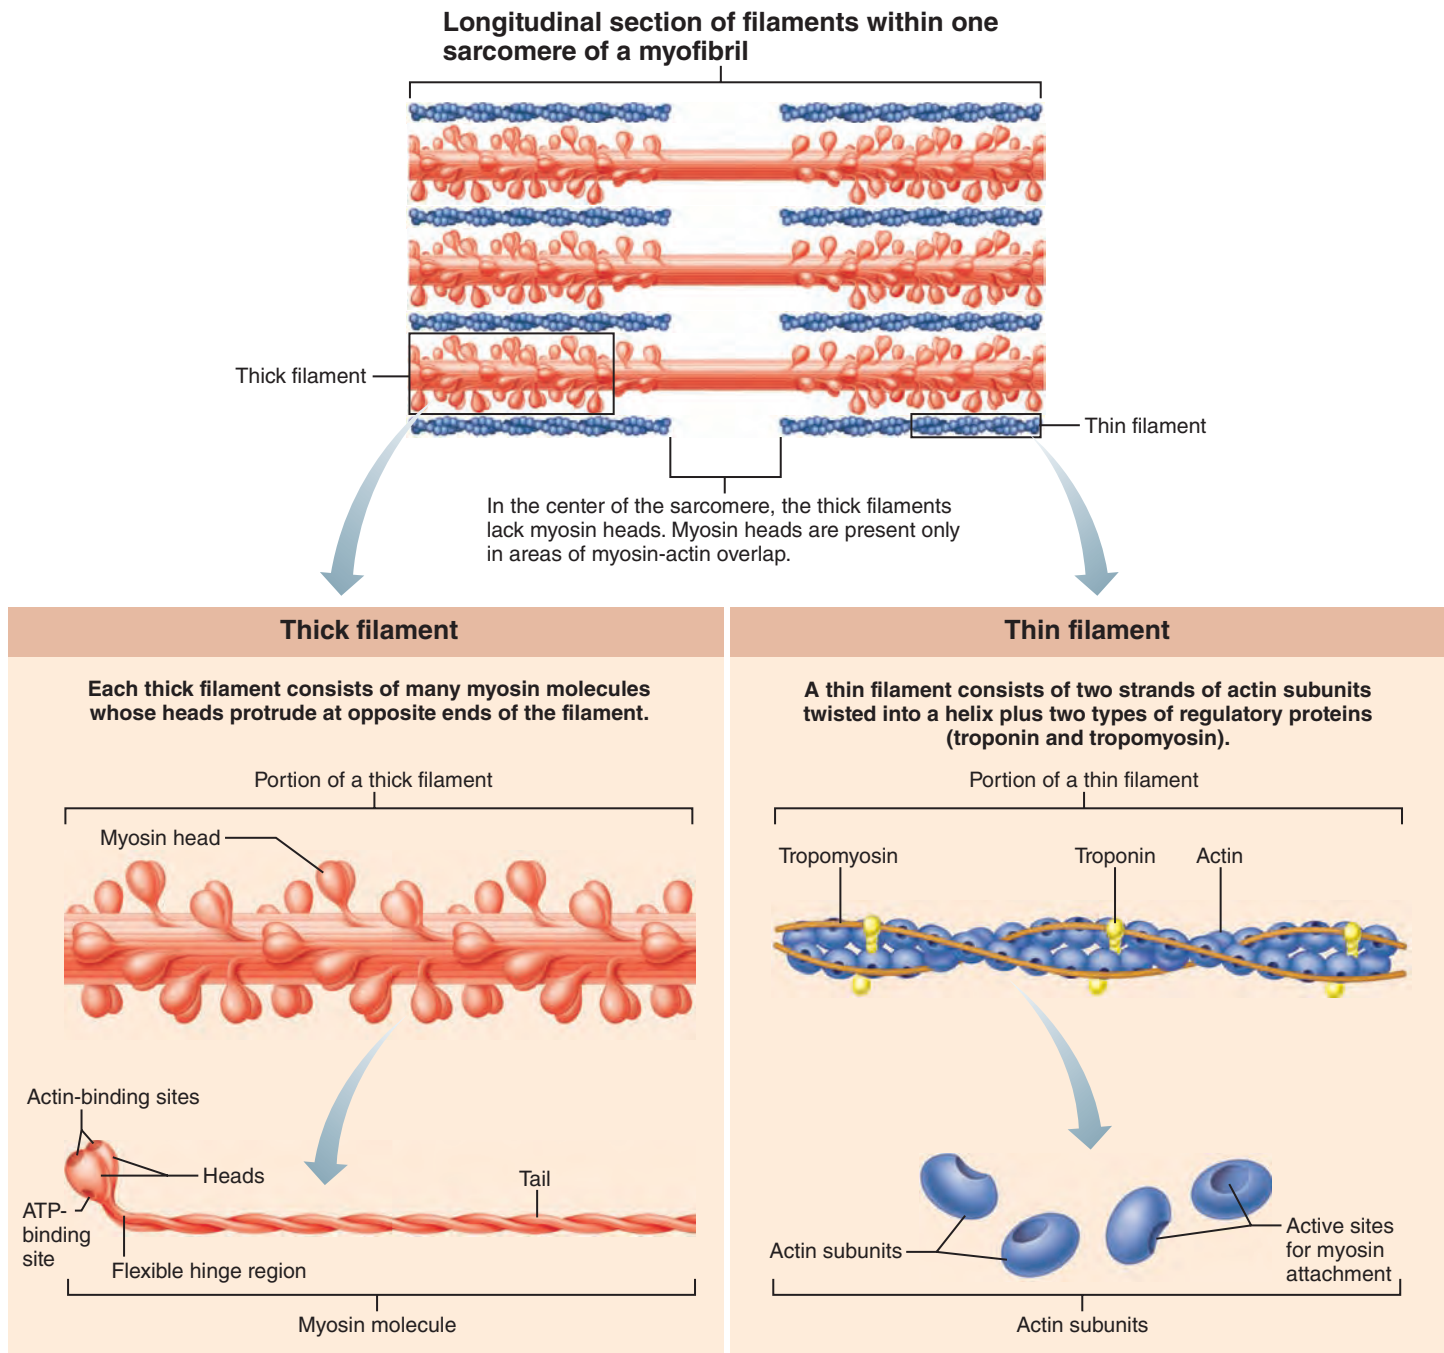 Longitudinal section of filaments within one
sarcomere of a myofibril
Thick filament
Thin filament
In the center of the sarcomere, the thick filaments
lack myosin heads. Myosin heads are present only
in areas of myosin-actin overlap.
Thick filament
Each thick filament consists of many myosin molecules
whose heads protrude at opposite ends of the filament.
Portion of a thick filament
Myosin head
Actin-binding sites
Heads
Tail
ATP-
binding
site
Flexible hinge region
Myosin molecule
Thin filament
A thin filament consists of two strands of actin subunits
twisted into a helix plus two types of regulatory proteins
(troponin and tropomyosin).
Portion of a thin filament
Tropomyosin
Troponin
Actin
Actin subunits
Active sites
for myosin
attachment
Actin subunits